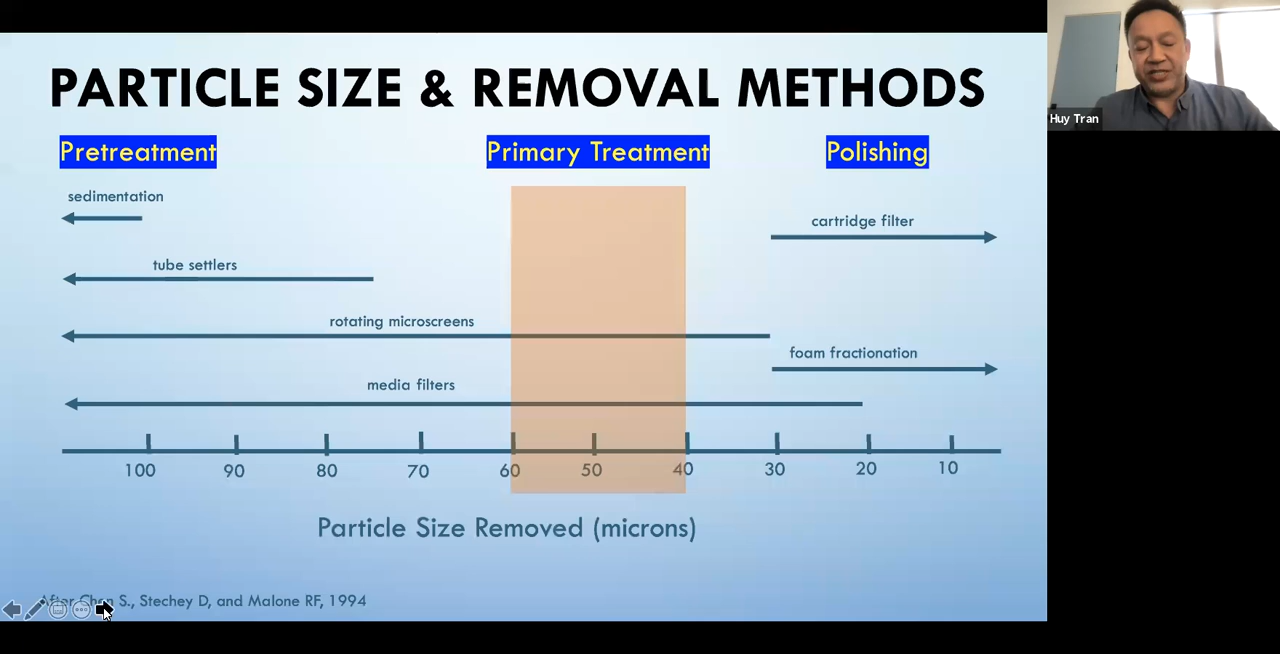 PARTICLE SIZE & REMOVAL METHODS
Huy Tran
Pretreatment
Primary Treatment
Polishing
sedimentation
cartridge filter
tube settlers
rotating microscreens
foam fractionation
media filters
100 90 80 70 60 50 40 30 20 10
Particle Size Removed (microns)
After Chen S., Stechey D, and Malone RF, 1994